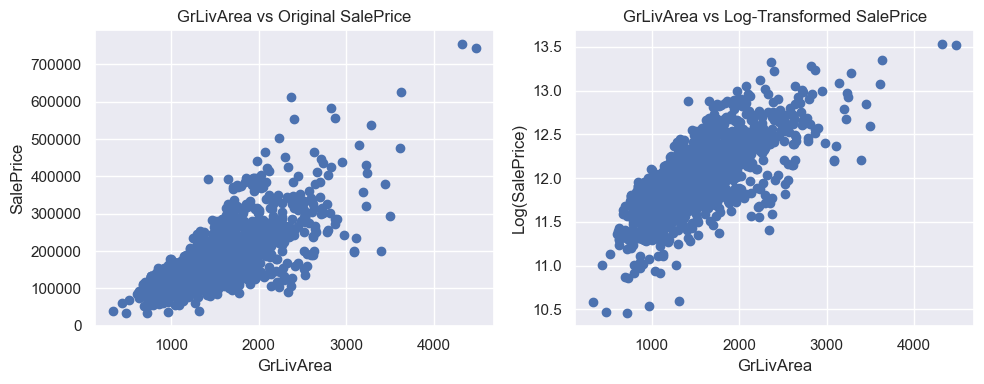 GrLivArea vs Original SalePrice
SalePrice
700000
600000
500000
400000
300000
200000
100000
0
1000 2000 3000 4000
GrLivArea
GrLivArea vs Log-Transformed SalePrice
Log(SalePrice)
13.5
13.0
12.5
12.0
11.5
11.0
10.5
1000 2000 3000 4000
GrLivArea